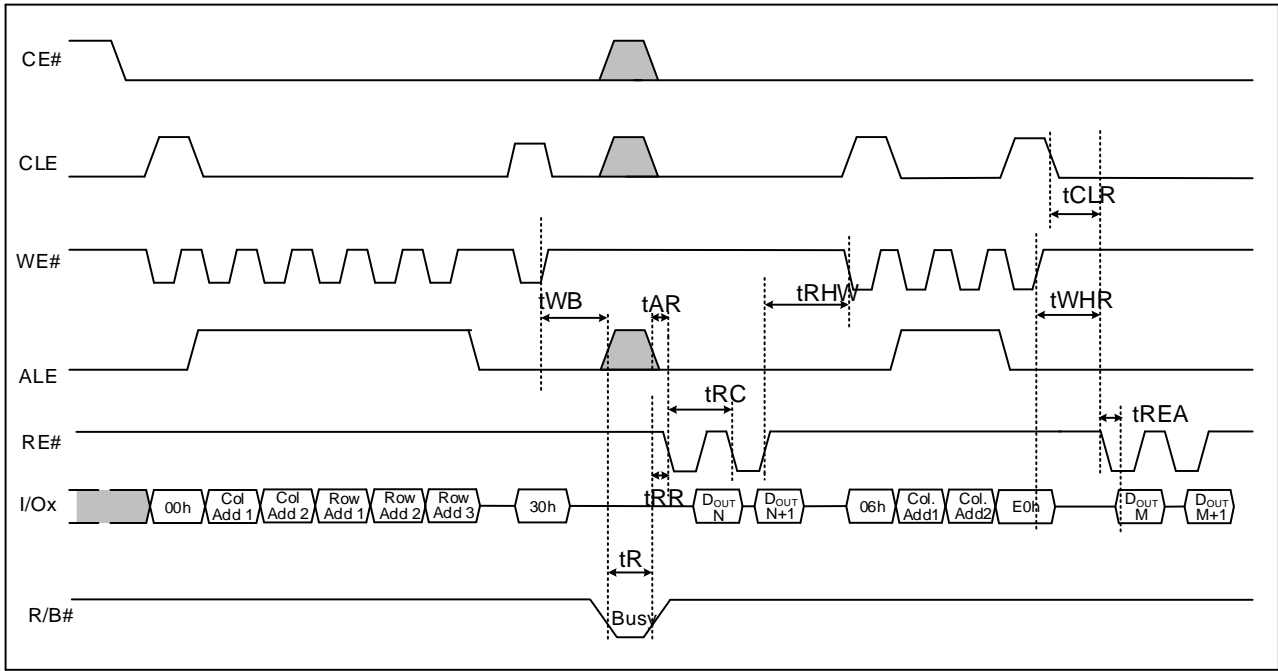 CE#
CLE
tCLR
WE#
tWB
tAR
tRHW
tWHR
ALE
tRC
tREA
RE#
tRR
I/Ox
00h
Col
Add 1
Col
Add 2
Row
Add 1
Row
Add 2
Row
Add 3
30h
DOUT
N
DOUT
N+1
06h
Col.
Add1
Col.
Add2
E0h
DOUT
M
DOUT
M+1
tR
R/B#
Busy